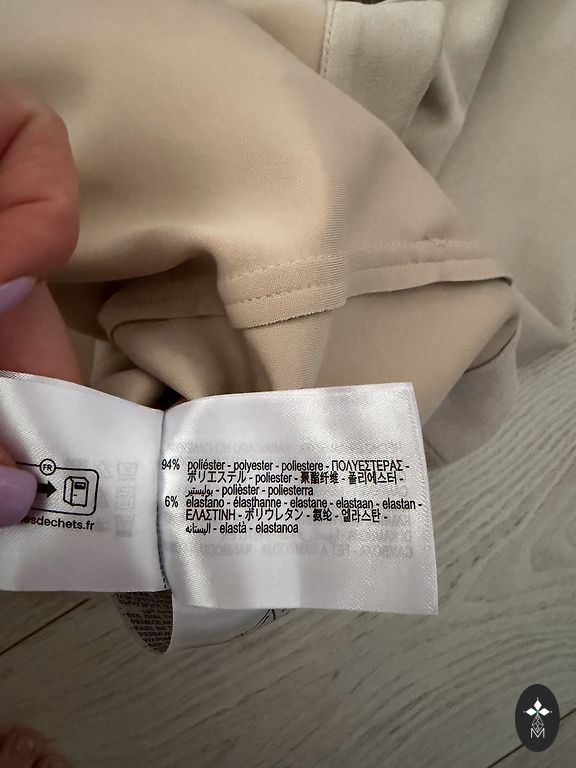 FR
esdechets.fr
94% poliéster - polyester - poliestere - ΠΟΛΥΕΣΤΕΡΑΣ -
ポリエステル - poliester - 聚酯纤维 - 폴리에스터 -
بوليستير - polièster - poliesterra
6% elastano - élasthanne - elastane - elastaan - elastan -
ΕΛΑΣΤΙΝΗ - ポリウレタン - 氨纶 - 엘라스탄 -
اليستانه - elastà - elastanoa
M